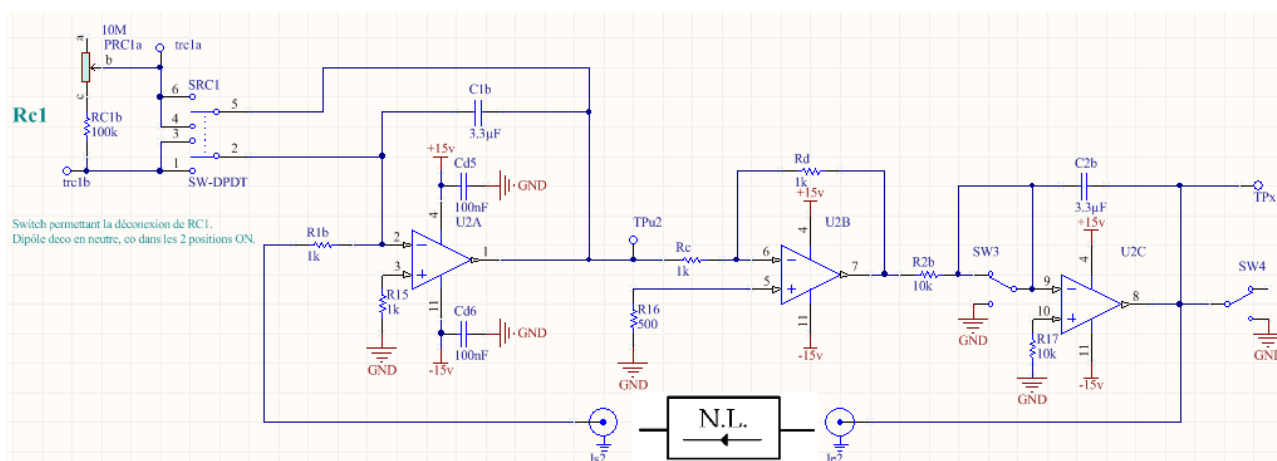 10M
PRC1a
trc1a
a
b
c
6
SRC1
5
4
3
2
1
SW-DPDT
Rc1
RC1b
100k
trc1b
Switch permettant la déconexion de RC1.
Dipôle deco en neutre, co dans les 2 positions ON.
C1b
3.3µF
+15v
Cd5
GND
100nF
4
U2A
R1b
1k
2
3
1
R15
1k
11
Cd6
GND
100nF
GND
-15v
TPu2
Rc
1k
Rd
1k
U2B
+15v
4
6
5
7
R16
500
11
GND
-15v
R2b
10k
SW3
GND
C2b
3.3µF
+15v
4
U2C
9
10
8
R17
10k
11
GND
-15v
TPx
SW4
GND
N.L.
Js2
Je2